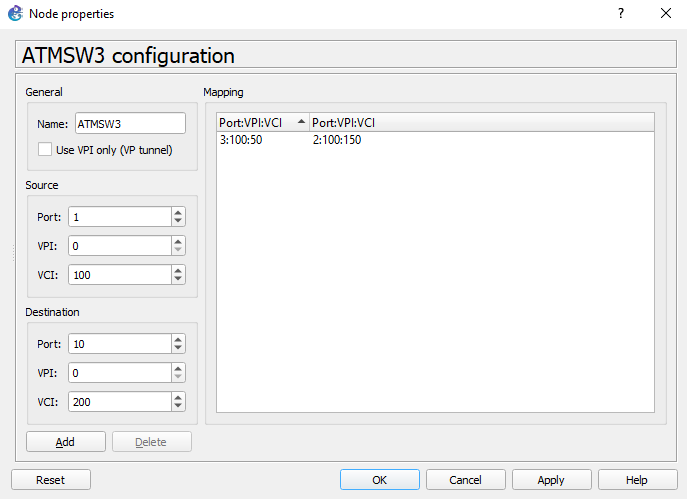 Node properties
?
ATMSW3 configuration
General
Name: ATMSW3
Use VPI only (VP tunnel)
Source
Port: 1
VPI: 0
VCI: 100
Destination
Port: 10
VPI: 0
VCI: 200
Add Delete
Mapping
Port:VPI:VCI Port:VPI:VCI
3:100:50 2:100:150
Reset OK Cancel Apply Help